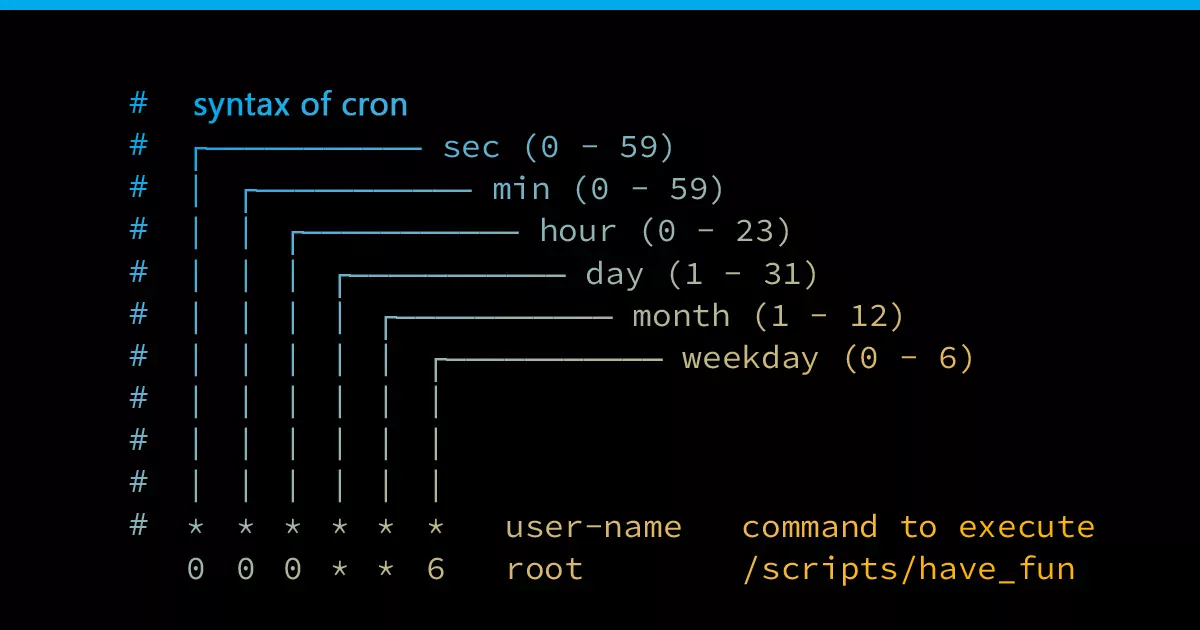 # syntax of cron
# ┌─────────── sec (0 - 59)
# | ┌─────────── min (0 - 59)
# | | ┌─────────── hour (0 - 23)
# | | | ┌─────────── day (1 - 31)
# | | | | ┌─────────── month (1 - 12)
# | | | | | ┌─────────── weekday (0 - 6)
# | | | | | |
# | | | | | |
# | | | | | |
# * * * * * * user-name command to execute
0 0 0 * * 6 root /scripts/have_fun